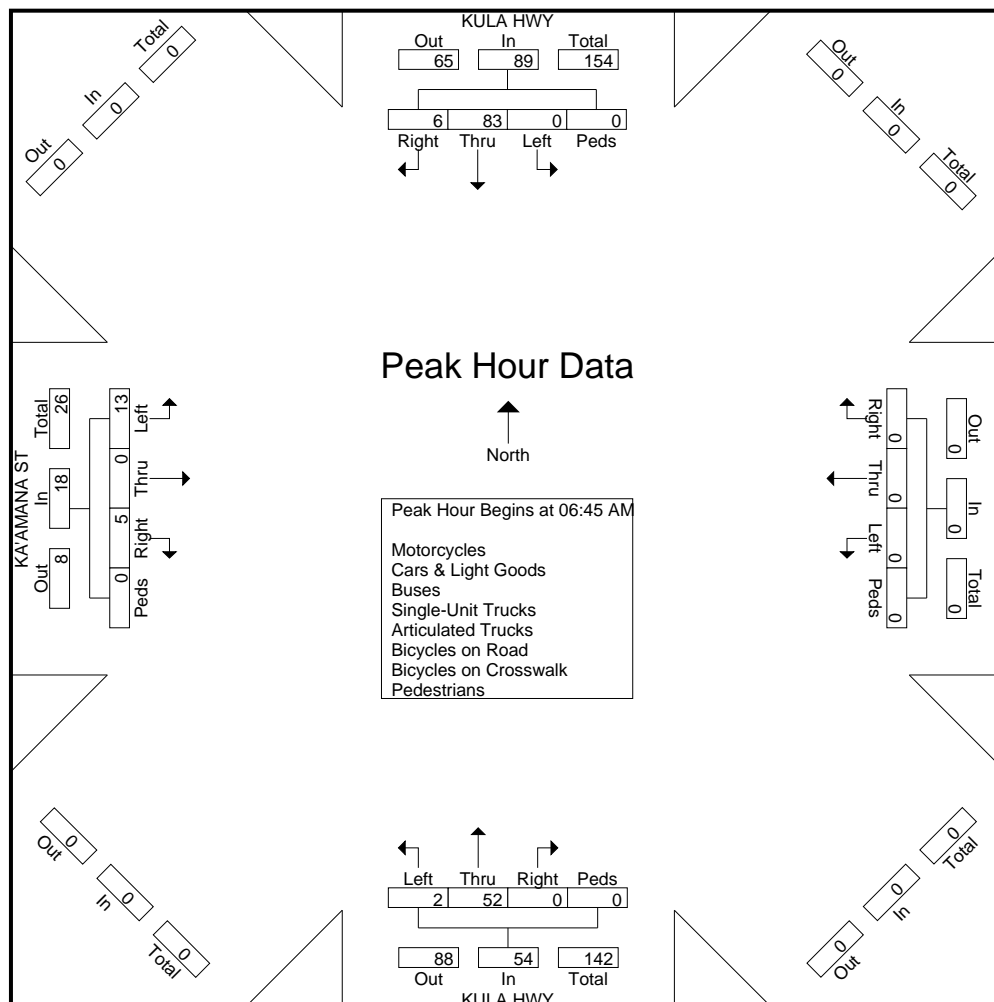 KULA HWY
Out In Total
65 89 154
6 83 0 0
Right Thru Left Peds
Total
0
In
0
Out
0
Out
0
In
0
Total
0
Peak Hour Data
North
Peak Hour Begins at 06:45 AM
Motorcycles
Cars & Light Goods
Buses
Single-Unit Trucks
Articulated Trucks
Bicycles on Road
Bicycles on Crosswalk
Pedestrians
KA'AMANA ST
Out In Total
8 18 26
13 0 5 0
Left Thru Right Peds
Right Thru Left Peds
0 0 0 0
Out In Total
0 0 0
0
Out
0
In
0
Total
0
Total
0
In
0
Out
Left Thru Right Peds
2 52 0 0
88 54 142
Out In Total
KULA HWY